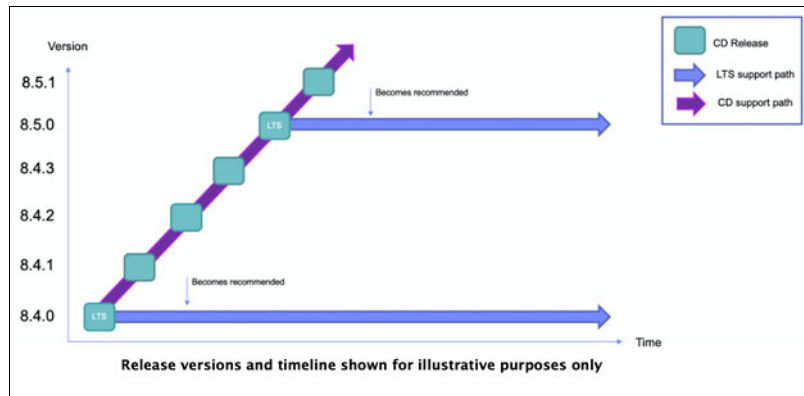 Version
CD Release
LTS support path
CD support path
8.5.1
Becomes recommended
8.5.0
LTS
8.4.3
8.4.2
8.4.1
Becomes recommended
8.4.0
LTS
Time
Release versions and timeline shown for illustrative purposes only